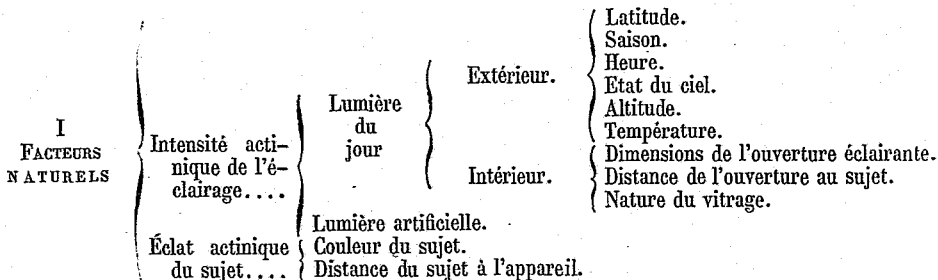 I
FACTEURS
NATURELS
Intensité acti-
nique de l'é-
clairage....
Lumière
du
jour
Extérieur.
Latitude.
Saison.
Heure.
Etat du ciel.
Altitude.
Température.
Intérieur.
Dimensions de l'ouverture éclairante.
Distance de l'ouverture au sujet.
Nature du vitrage.
Lumière artificielle.
Éclat actinique
du sujet....
Couleur du sujet.
Distance du sujet à l'appareil.